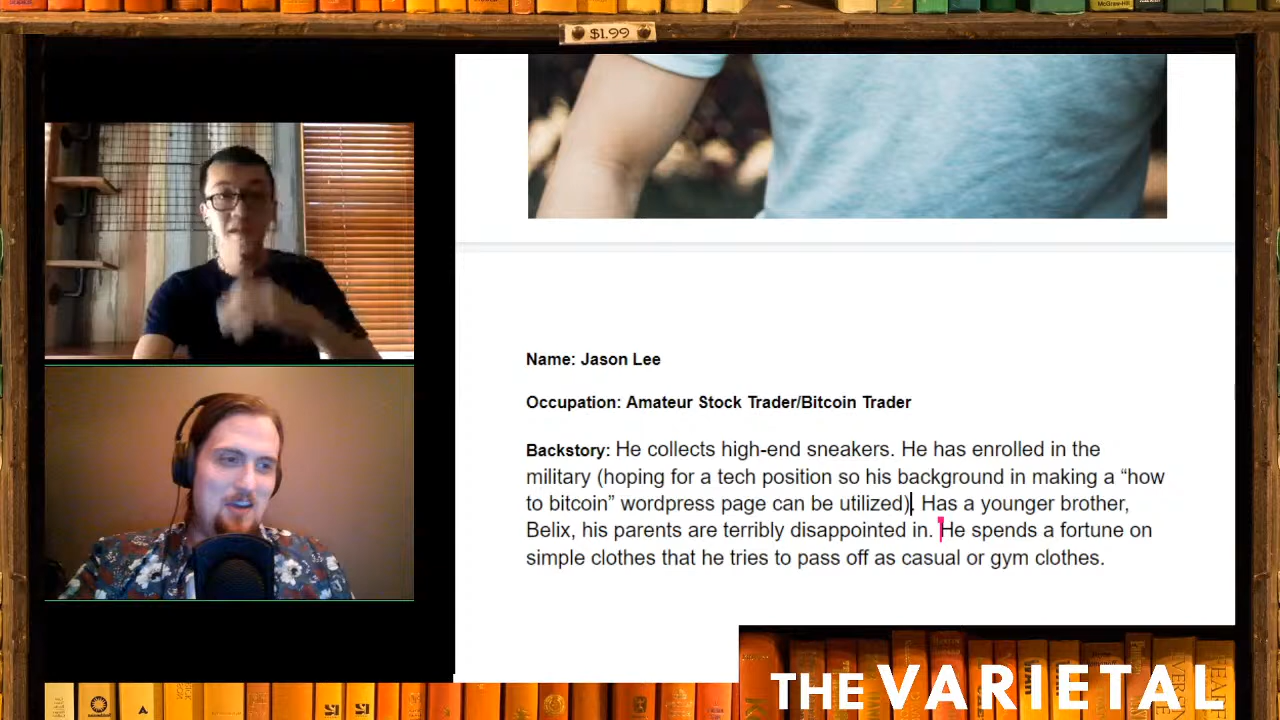 McGraw-Hill
$1.99
Name: Jason Lee
Occupation: Amateur Stock Trader/Bitcoin Trader
Backstory: He collects high-end sneakers. He has enrolled in the
military (hoping for a tech position so his background in making a “how
to bitcoin” wordpress page can be utilized). Has a younger brother,
Belix, his parents are terribly disappointed in. He spends a fortune on
simple clothes that he tries to pass off as casual or gym clothes.
THE VARIETAL